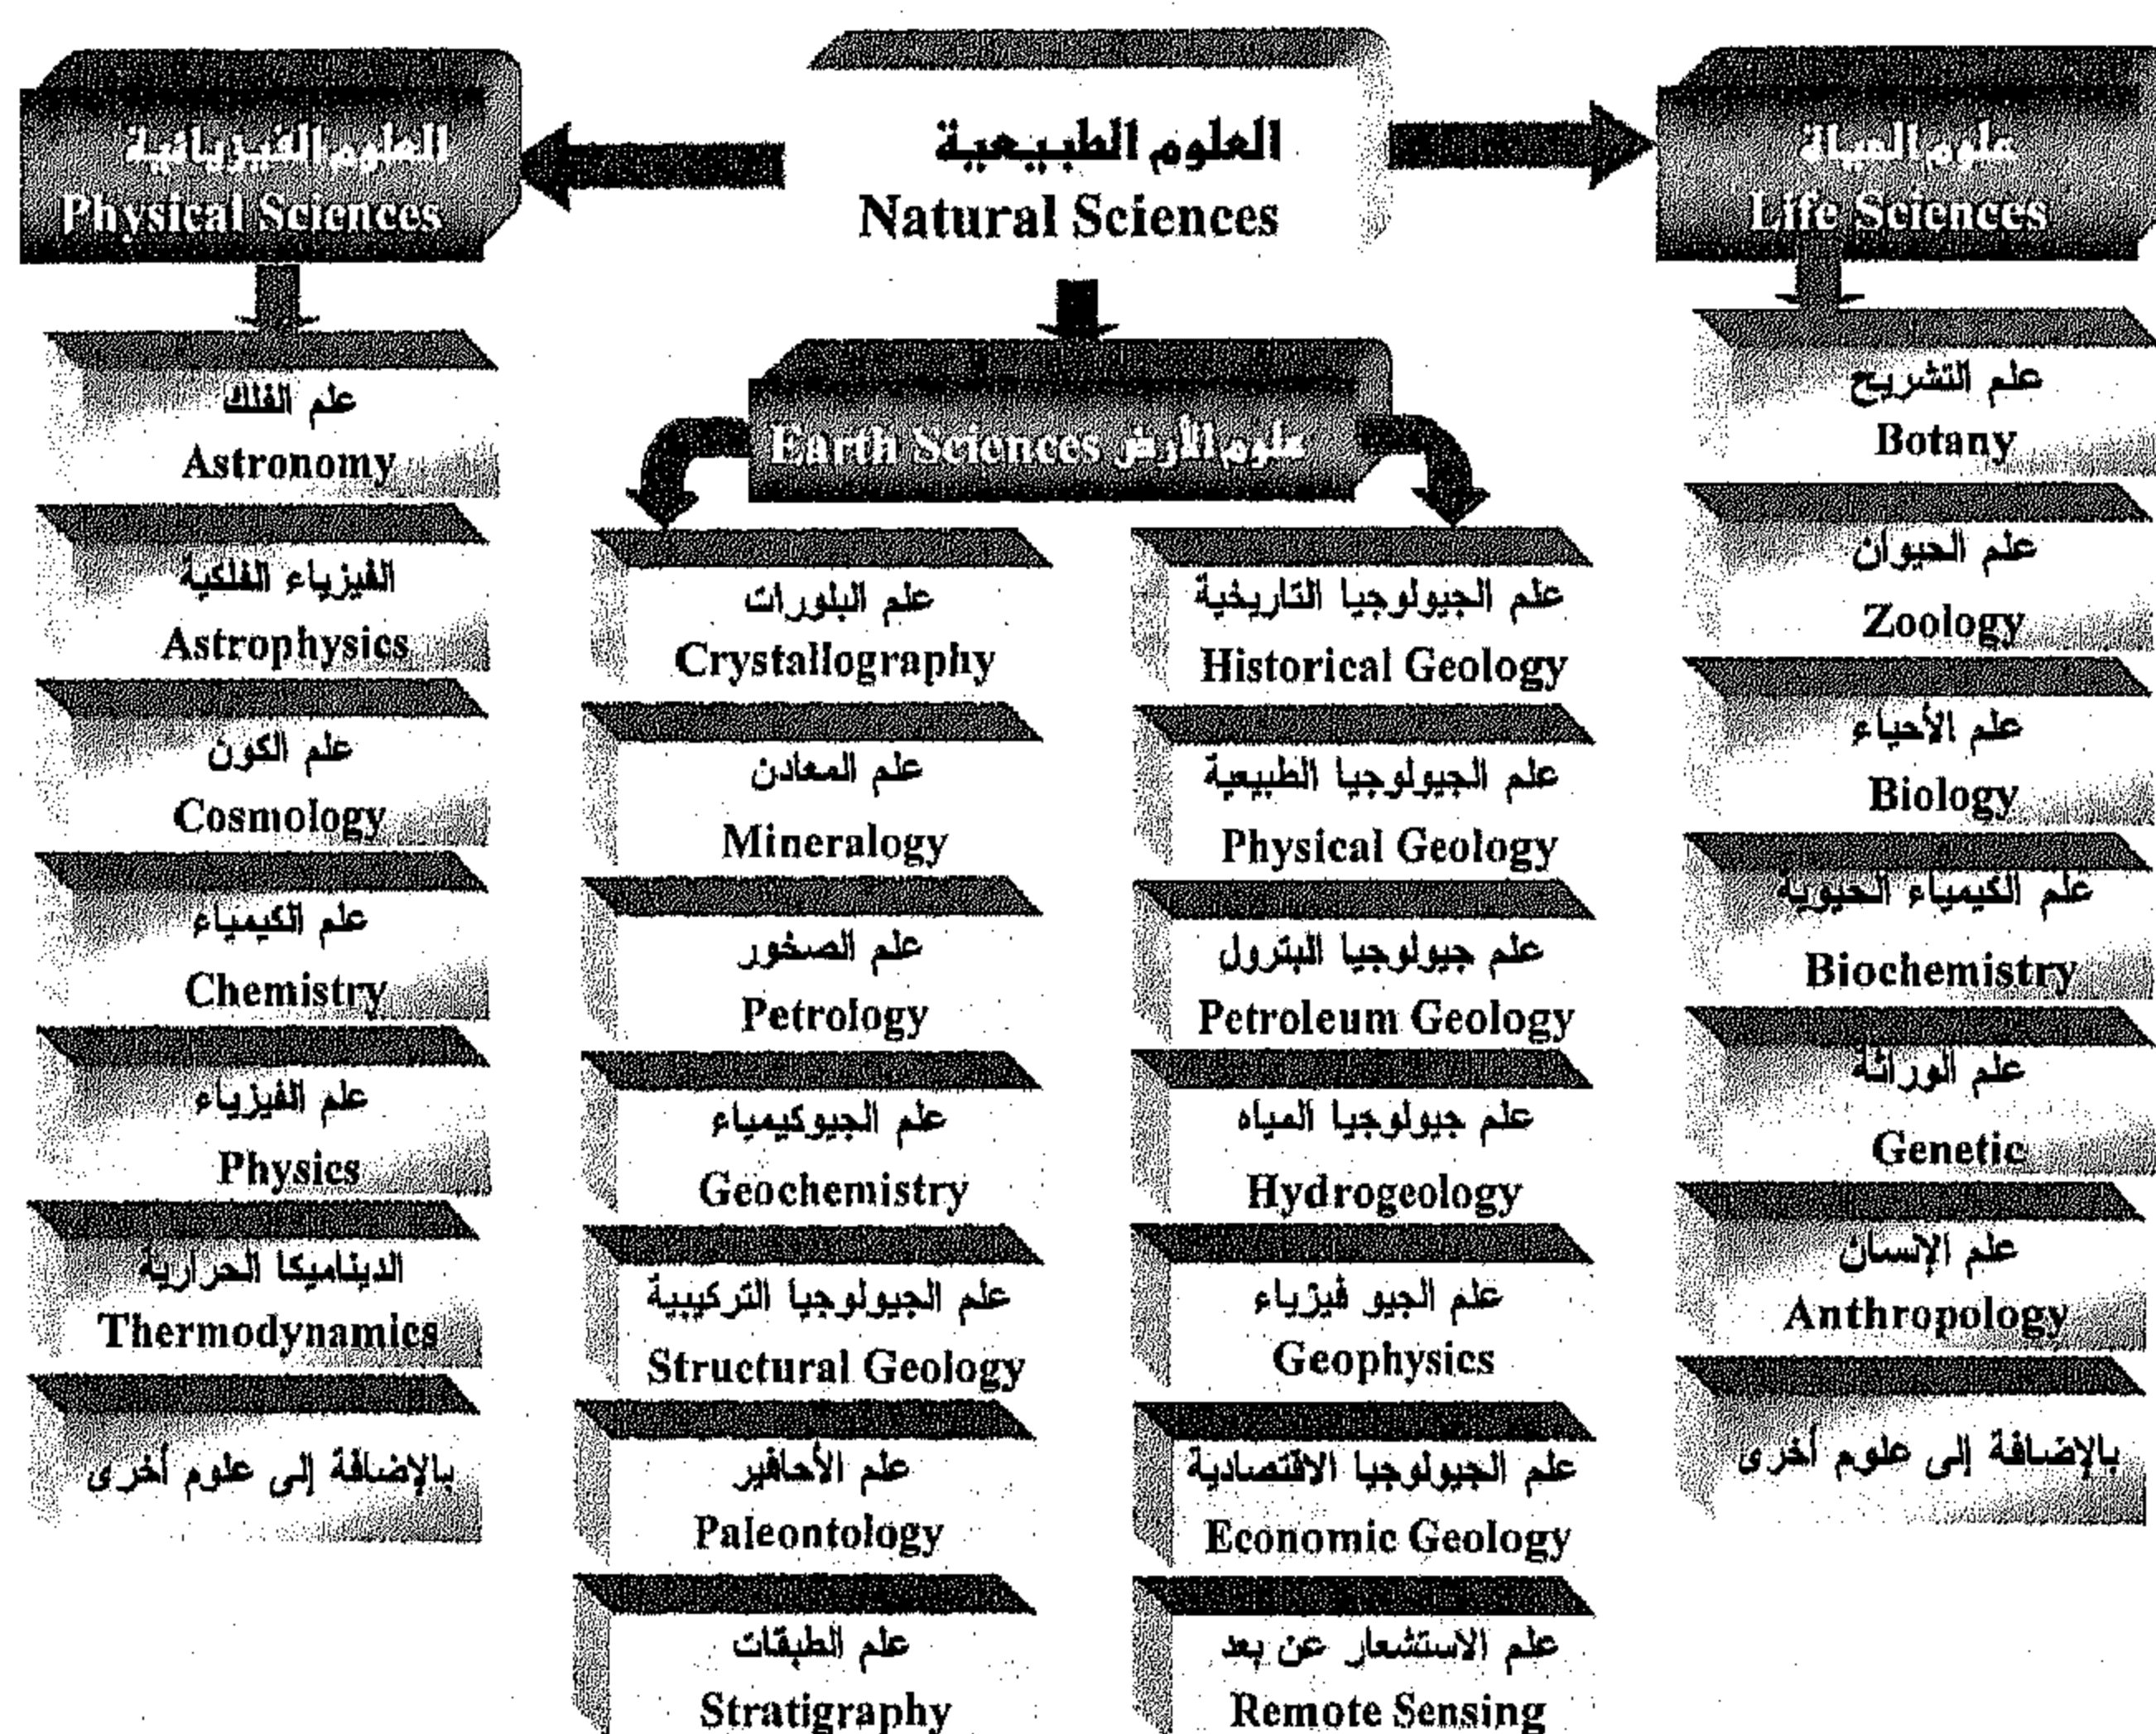 العلوم الطبيعية
Natural Sciences
العلوم الفيزيائية
Physical Sciences
علم الفلك
Astronomy
الفيزياء الفلكية
Astrophysics
علم الكون
Cosmology
علم الكيمياء
Chemistry
علم الفيزياء
Physics
الديناميكا الحرارية
Thermodynamics
بالإضافة إلى علوم أخرى
Earth Sciences علوم الأرض
علم البلورات
Crystallography
علم المعادن
Mineralogy
علم الصخور
Petrology
علم الجيوكيمياء
Geochemistry
علم الجيولوجيا التركيبية
Structural Geology
علم الأحافير
Paleontology
علم الطبقات
Stratigraphy
علم الجيولوجيا التاريخية
Historical Geology
علم الجيولوجيا الطبيعية
Physical Geology
علم جيولوجيا البترول
Petroleum Geology
علم جيولوجيا المياه
Hydrogeology
علم الجيو فيزياء
Geophysics
علم الجيولوجيا الاقتصادية
Economic Geology
علم الاستشعار عن بعد
Remote Sensing
علوم الحياة
Life Sciences
علم التشريح
Botany
علم الحيوان
Zoology
علم الأحياء
Biology
علم الكيمياء الحيوية
Biochemistry
علم الوراثة
Genetic
علم الإنسان
Anthropology
بالإضافة إلى علوم أخرى